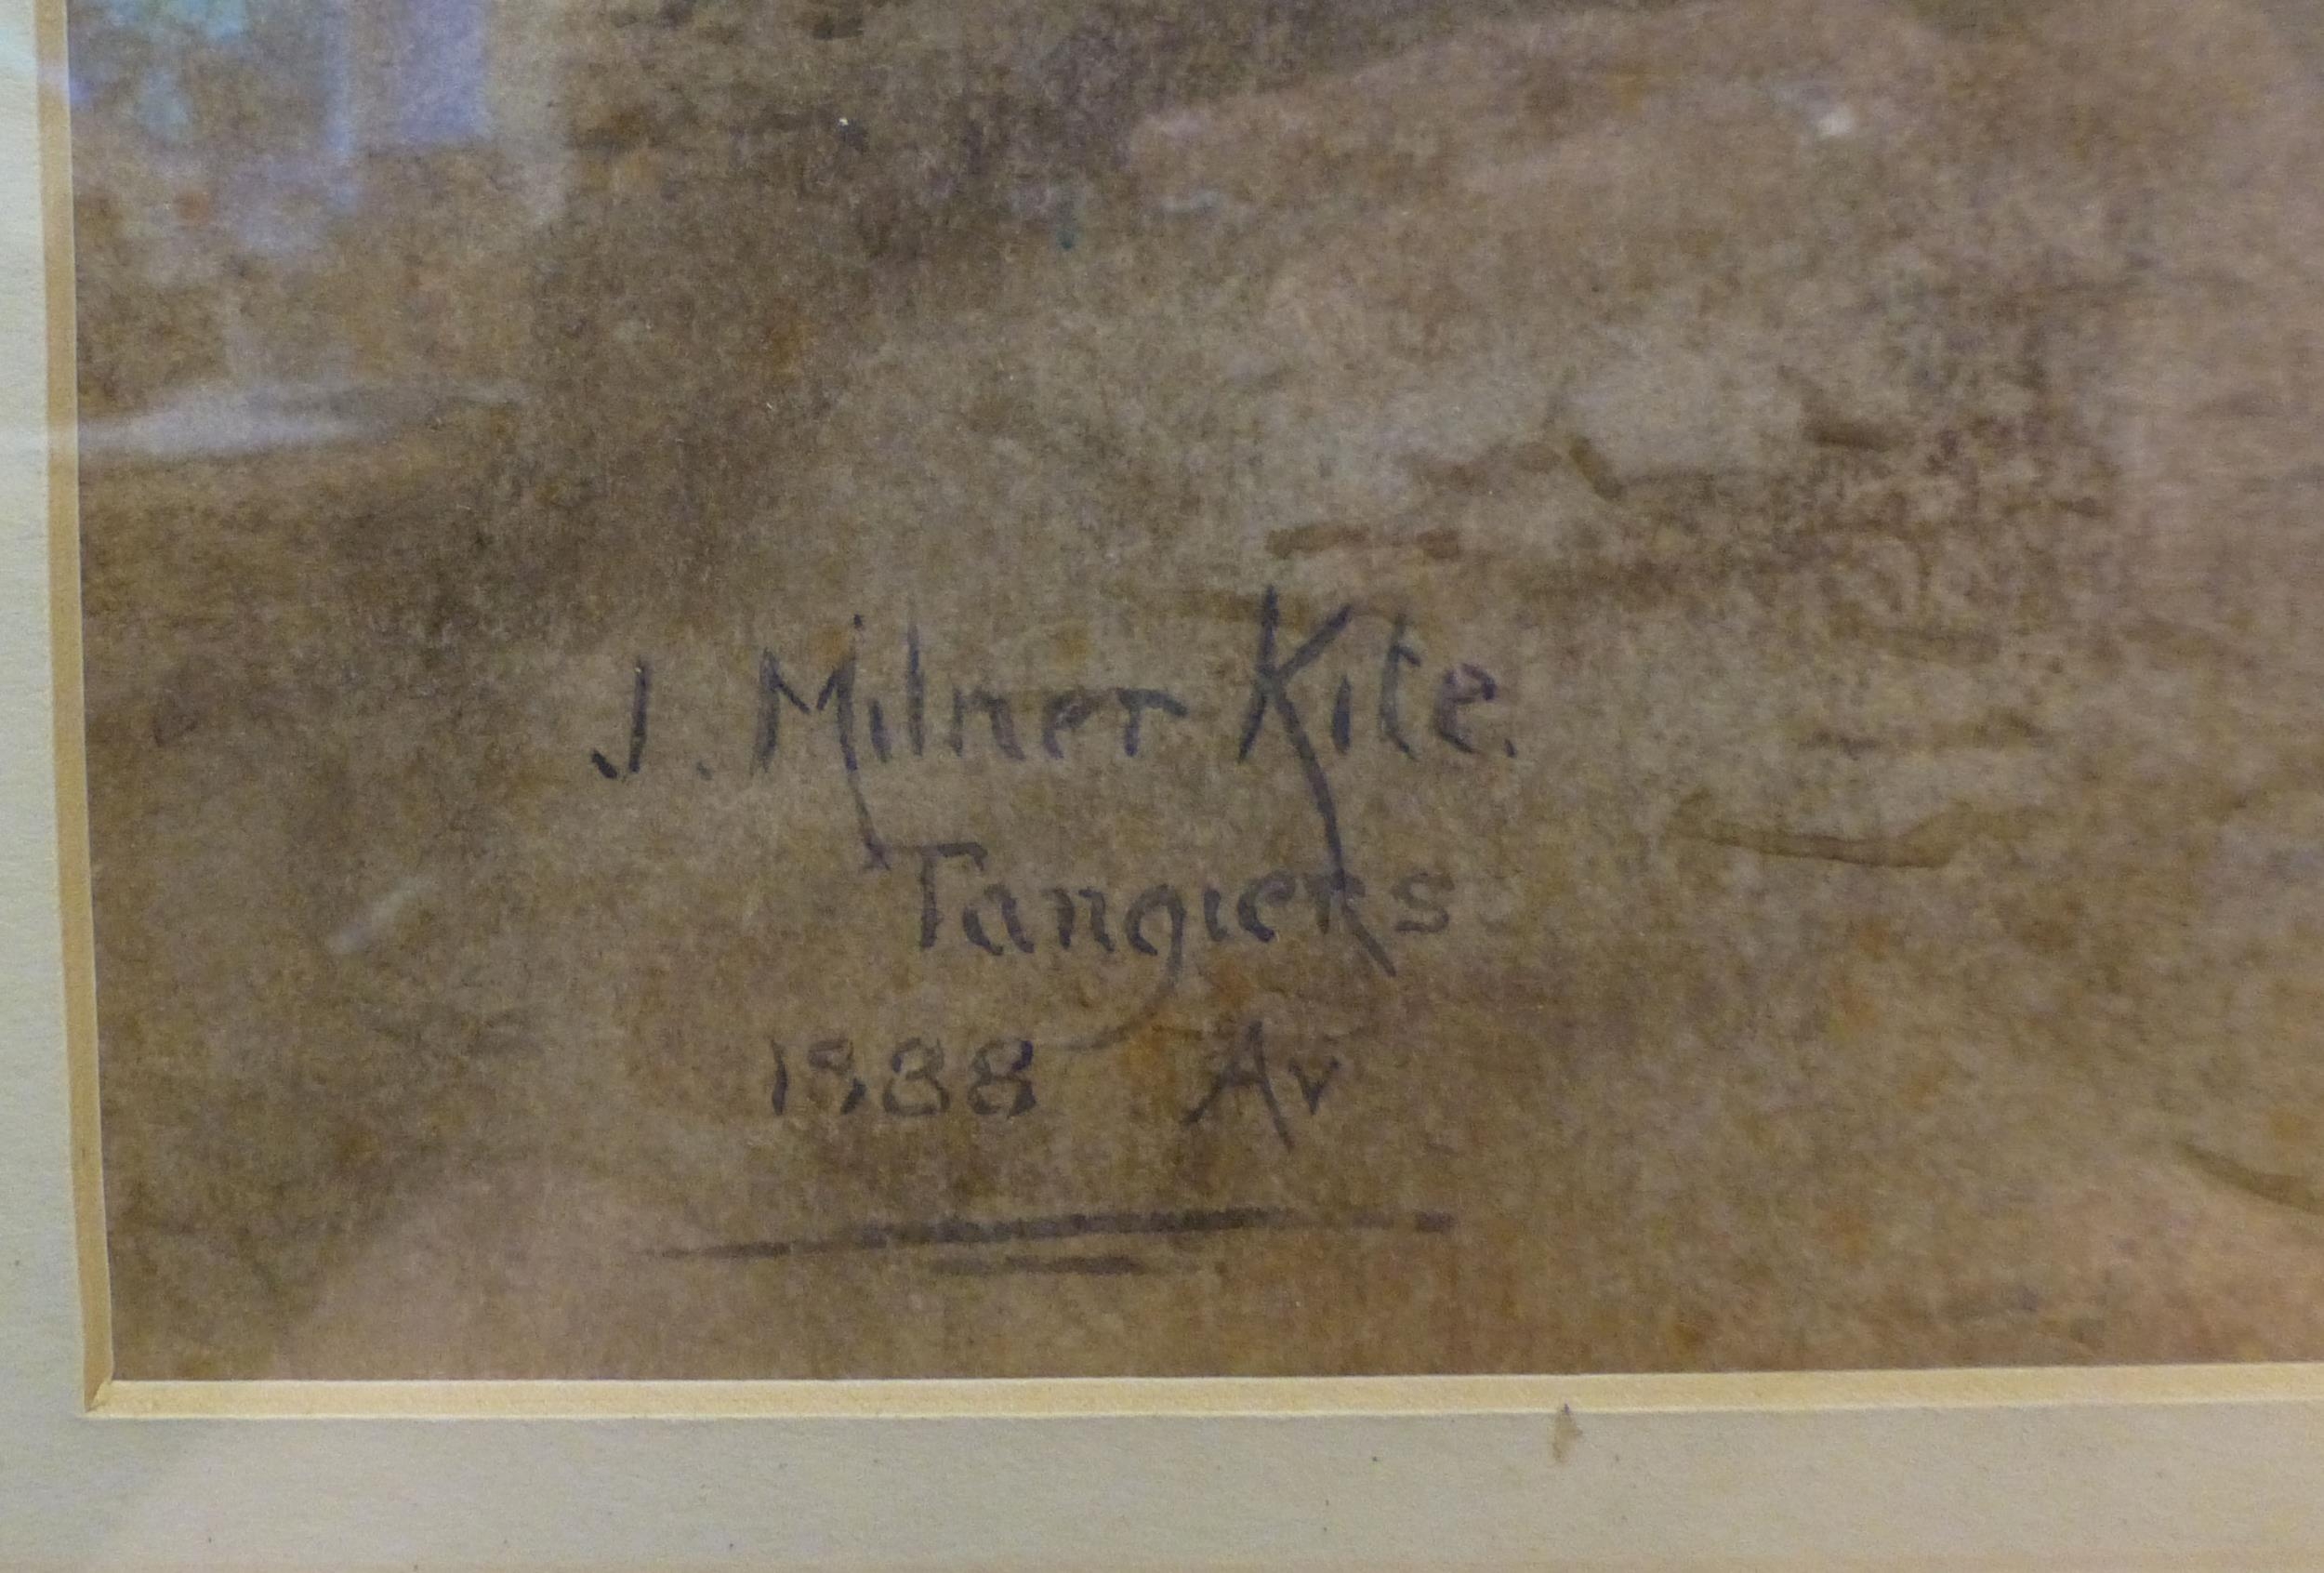 J. Milner Kite.
Tangiers
1888 Av